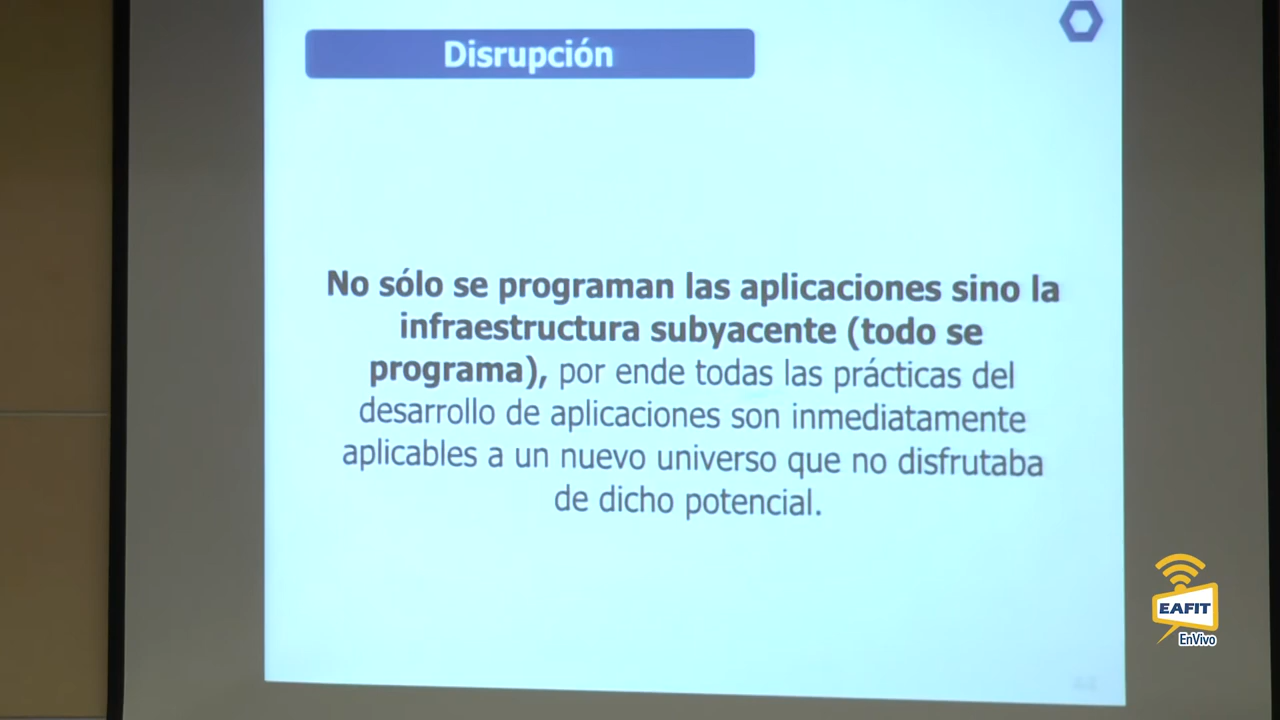 Disrupción
No sólo se programan las aplicaciones sino la
infraestructura subyacente (todo se
programa), por ende todas las prácticas del
desarrollo de aplicaciones son inmediatamente
aplicables a un nuevo universo que no disfrutaba
de dicho potencial.
EAFIT
EnVivo